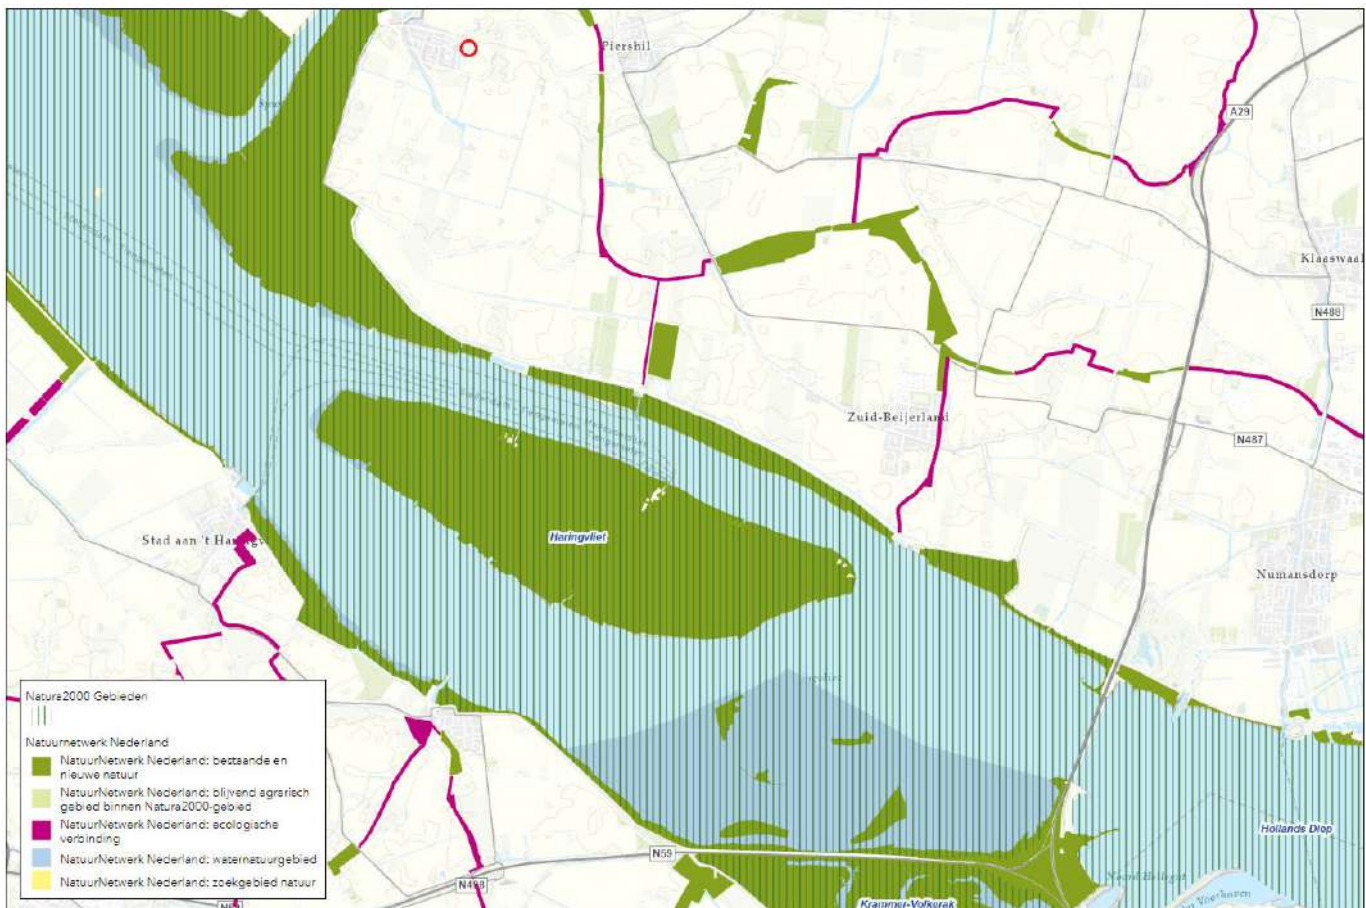 Piershil
A29
Klaaswaal
N488
Zuid-Beijerland
N487
Stad aan 't Haringv
Haringvliet
Numansdorp
Natura2000 Gebieden
Natuurnetwerk Nederland
NatuurNetwerk Nederland: bestaande en
nieuwe natuur
NatuurNetwerk Nederland: blijvend agrarisch
gebied binnen Natura2000-gebied
NatuurNetwerk Nederland: ecologische
verbinding
NatuurNetwerk Nederland: waternatuurgebied
NatuurNetwerk Nederland: zoekgebied natuur
Hollands Diep
N59
N498
Krammer-Volkerak